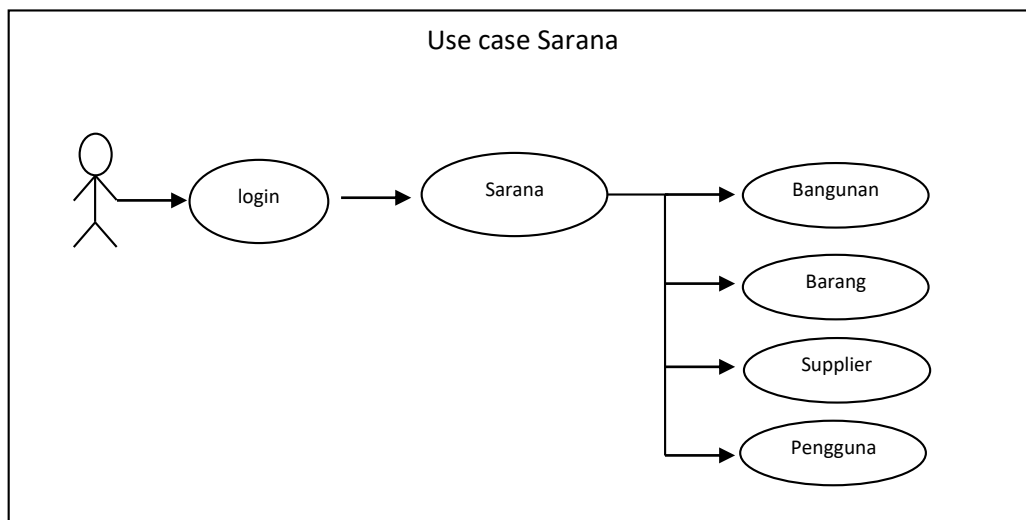 Use case Sarana
login
Sarana
Bangunan
Barang
Supplier
Pengguna